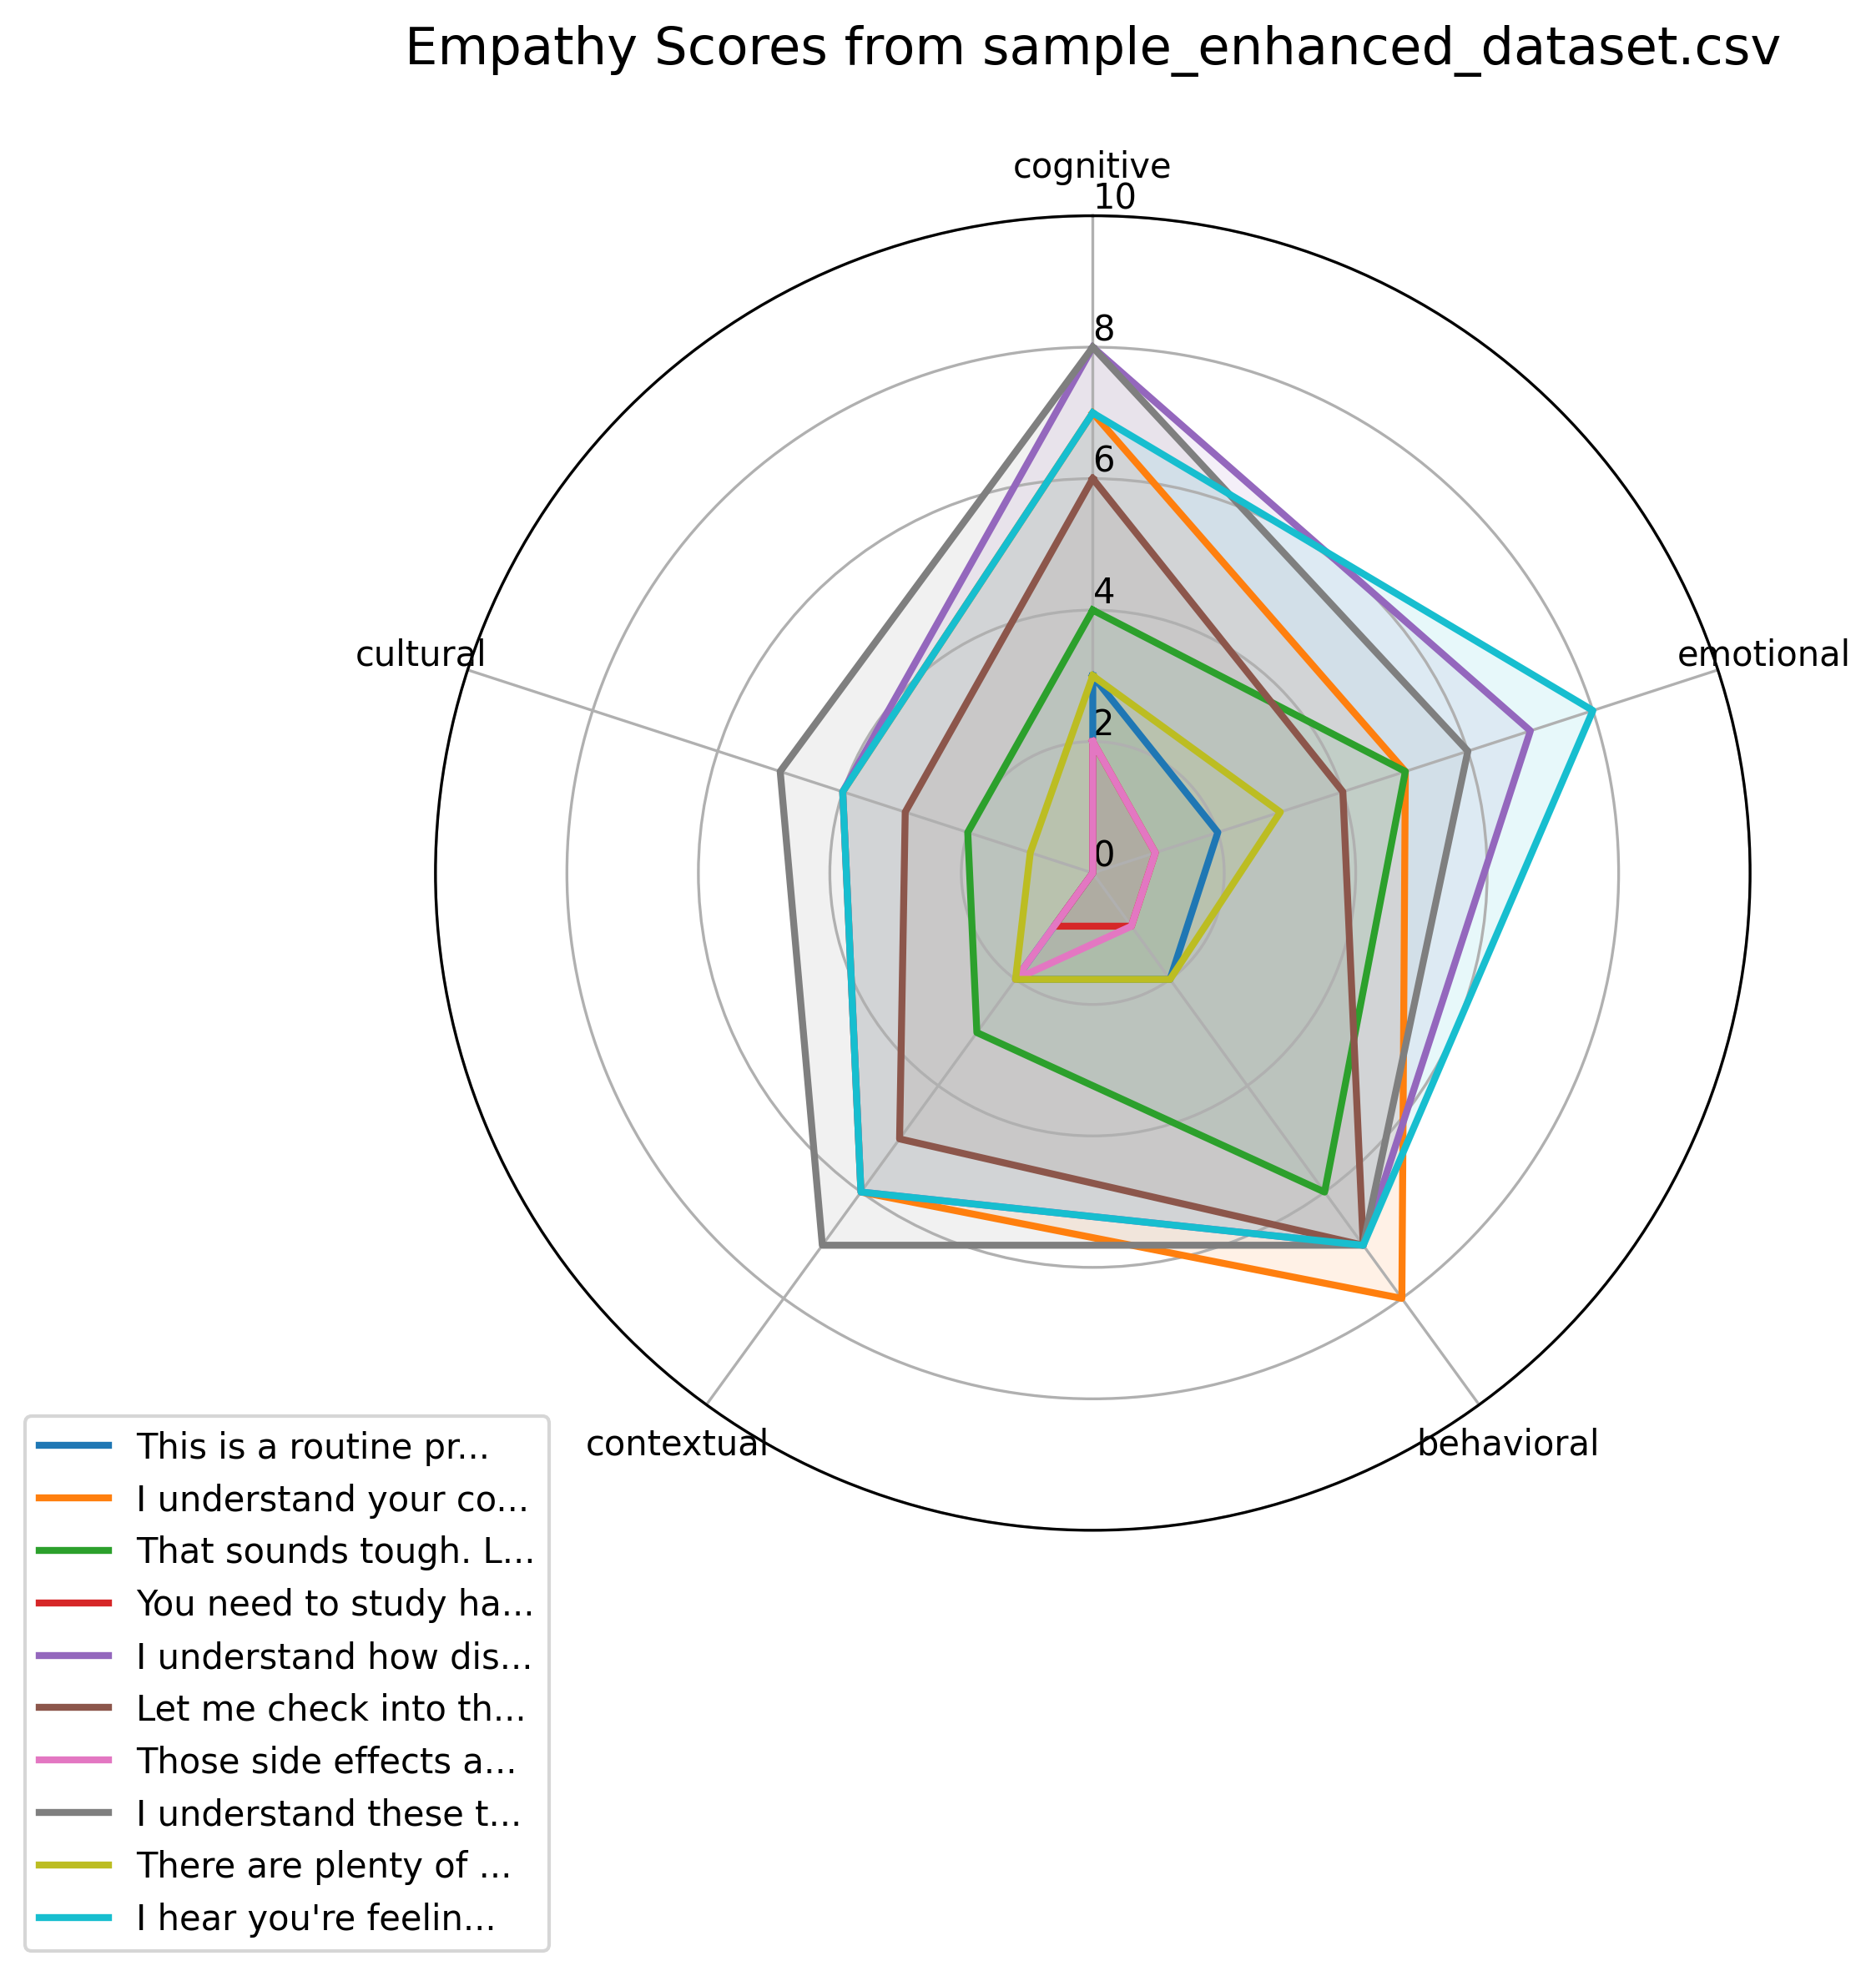 Empathy Scores from sample_enhanced_dataset.csv
cognitive
10
8
6
4
2
0
cultural
emotional
contextual
behavioral
This is a routine pr...
I understand your co...
That sounds tough. L...
You need to study ha...
I understand how dis...
Let me check into th...
Those side effects a...
I understand these t...
There are plenty of ...
I hear you're feelin...